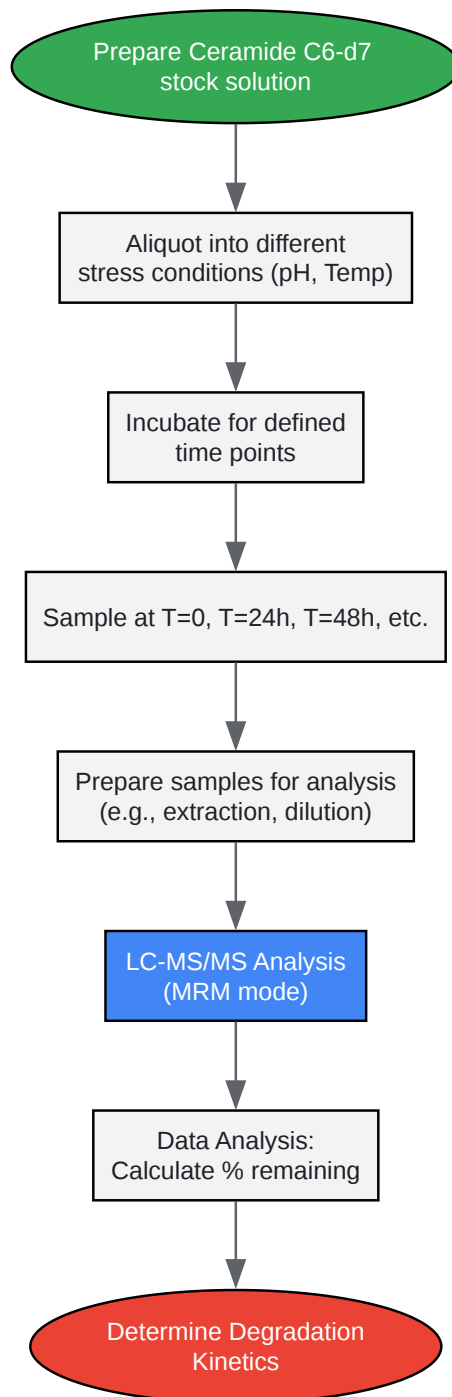 Prepare Ceramide C6-d7
stock solution
Aliquot into different
stress conditions (pH, Temp)
Incubate for defined
time points
Sample at T=0, T=24h, T=48h, etc.
Prepare samples for analysis
(e.g., extraction, dilution)
LC-MS/MS Analysis
(MRM mode)
Data Analysis:
Calculate % remaining
Determine Degradation
Kinetics